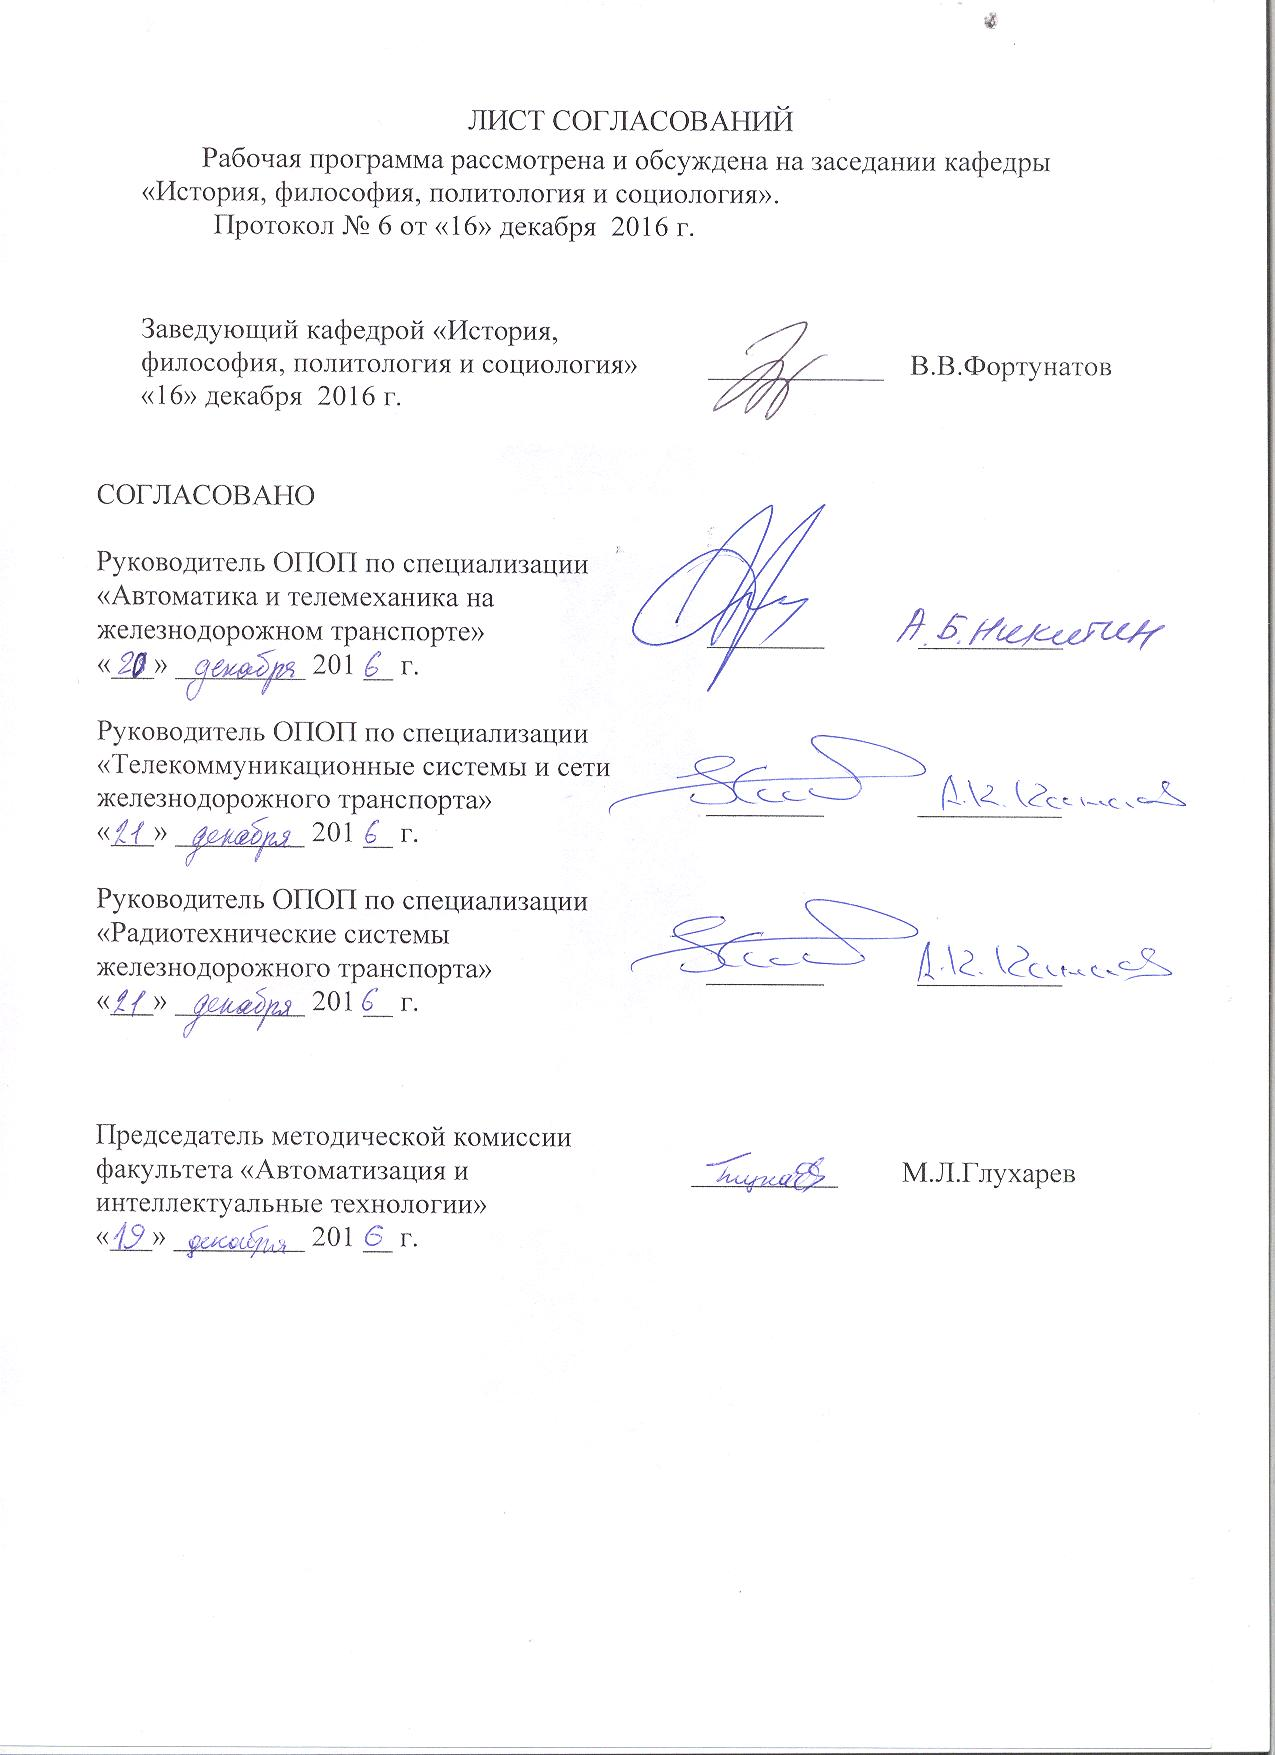 ЛИСТ СОГЛАСОВАНИЙ
Рабочая программа рассмотрена и обсуждена на заседании кафедры
«История, философия, политология и социология».
Протокол № 6 от «16» декабря 2016 г.
Заведующий кафедрой «История,
философия, политология и социология» В.В.Фортунатов
«16» декабря 2016 г.
СОГЛАСОВАНО
Руководитель ОПОП по специализации
«Автоматика и телемеханика на
железнодорожном транспорте» А.Б.Никитин
«20» декабря 2016 г.
Руководитель ОПОП по специализации
«Телекоммуникационные системы и сети
железнодорожного транспорта» А.К.
«21» декабря 2016 г.
Руководитель ОПОП по специализации
«Радиотехнические системы
железнодорожного транспорта» А.К.
«21» декабря 2016 г.
Председатель методической комиссии
факультета «Автоматизация и М.Л.Глухарев
интеллектуальные технологии»
«19» декабря 2016 г.